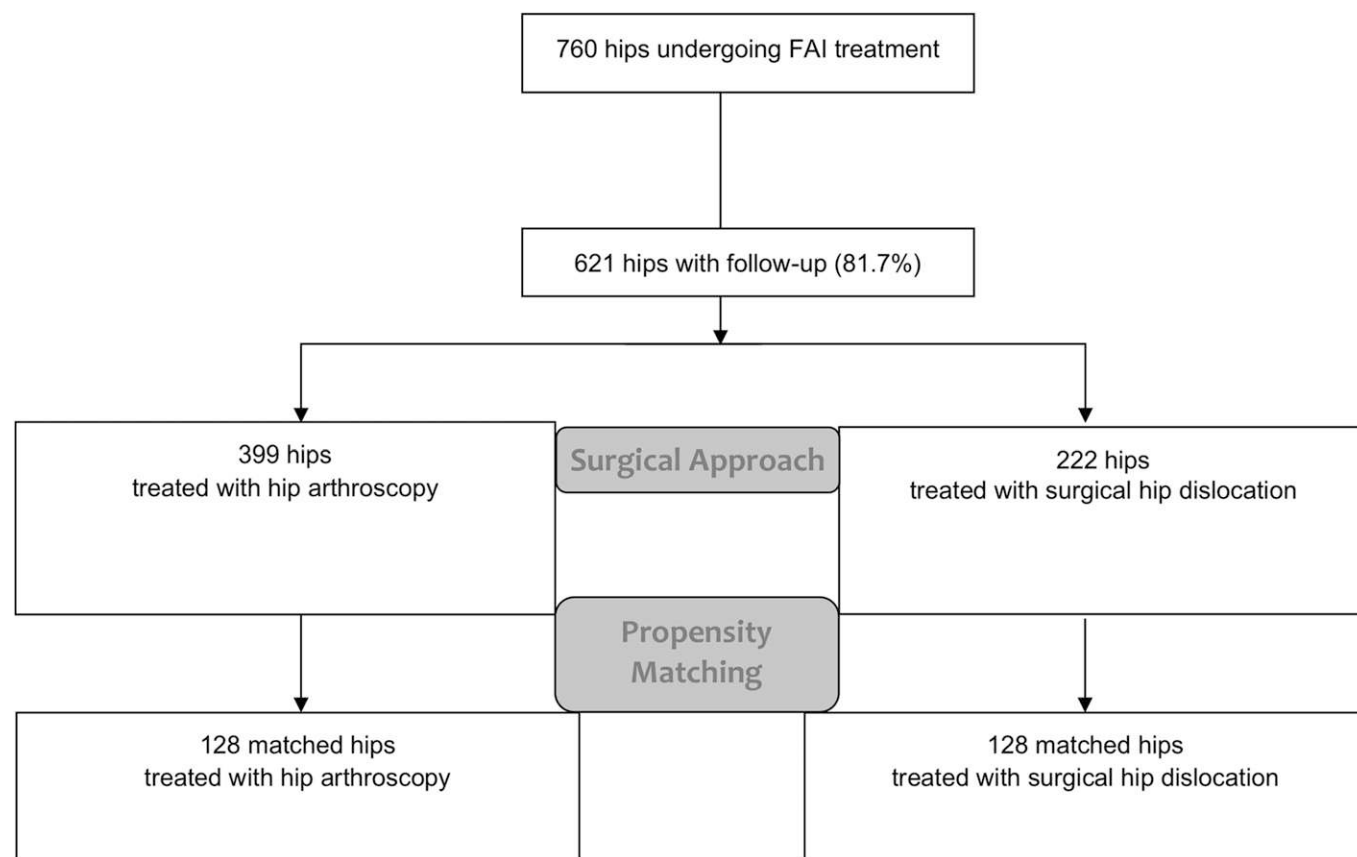 760 hips undergoing FAI treatment
621 hips with follow-up (81.7%)
399 hips
treated with hip arthroscopy
Surgical Approach
222 hips
treated with surgical hip dislocation
Propensity
Matching
128 matched hips
treated with hip arthroscopy
128 matched hips
treated with surgical hip dislocation